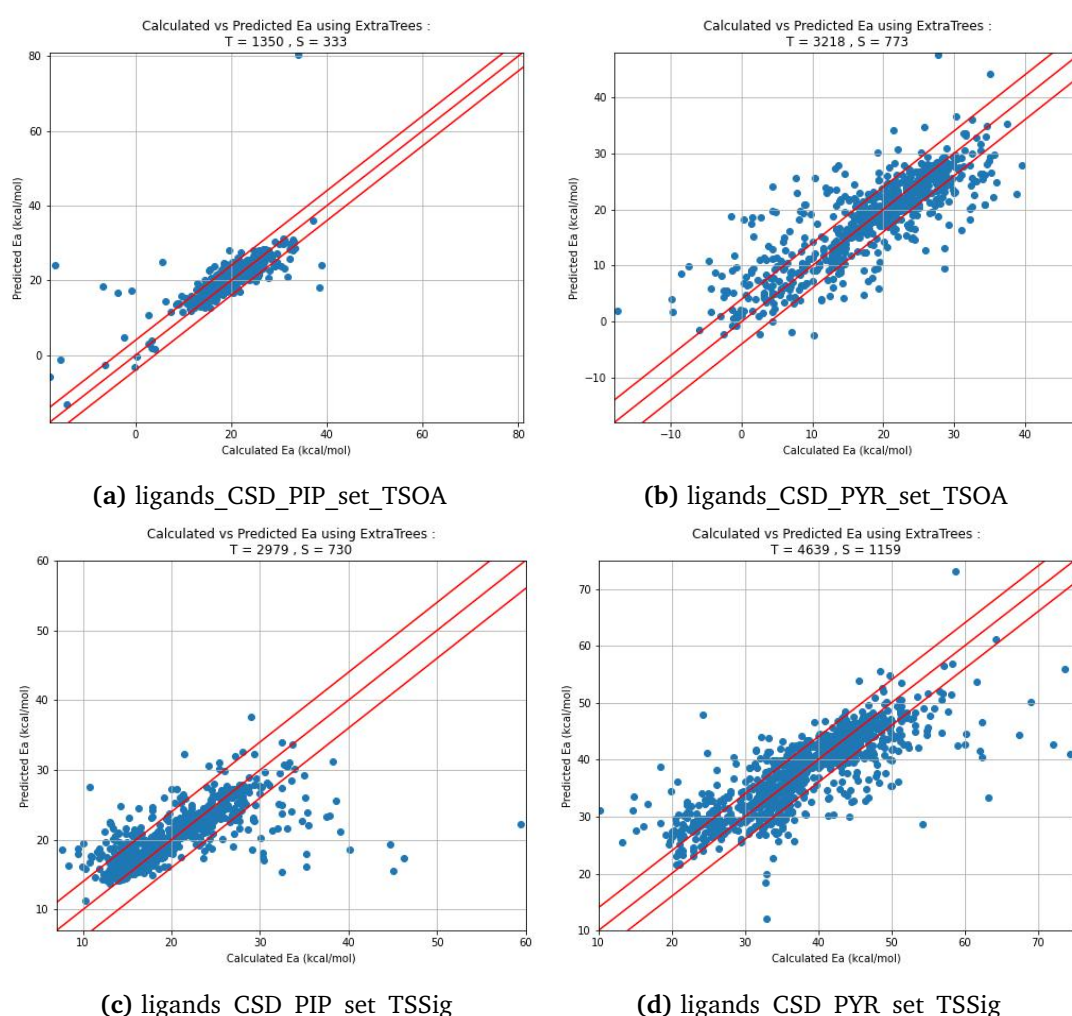 Calculated vs Predicted Ea using ExtraTrees :
T = 1350 , S = 333
80
60
40
20
0
Predicted Ea (kcal/mol)
0 20 40 60 80
Calculated Ea (kcal/mol)
(a) ligands_CSD_PIP_set_TSOA
Calculated vs Predicted Ea using ExtraTrees :
T = 3218 , S = 773
40
30
20
10
0
−10
Predicted Ea (kcal/mol)
−10 0 10 20 30 40
Calculated Ea (kcal/mol)
(b) ligands_CSD_PYR_set_TSOA
Calculated vs Predicted Ea using ExtraTrees :
T = 2979 , S = 730
60
50
40
30
20
10
Predicted Ea (kcal/mol)
10 20 30 40 50 60
Calculated Ea (kcal/mol)
(c) ligands_CSD_PIP_set_TSSig
Calculated vs Predicted Ea using ExtraTrees :
T = 4639 , S = 1159
70
60
50
40
30
20
10
Predicted Ea (kcal/mol)
10 20 30 40 50 60 70
Calculated Ea (kcal/mol)
(d) ligands_CSD_PYR_set_TSSig